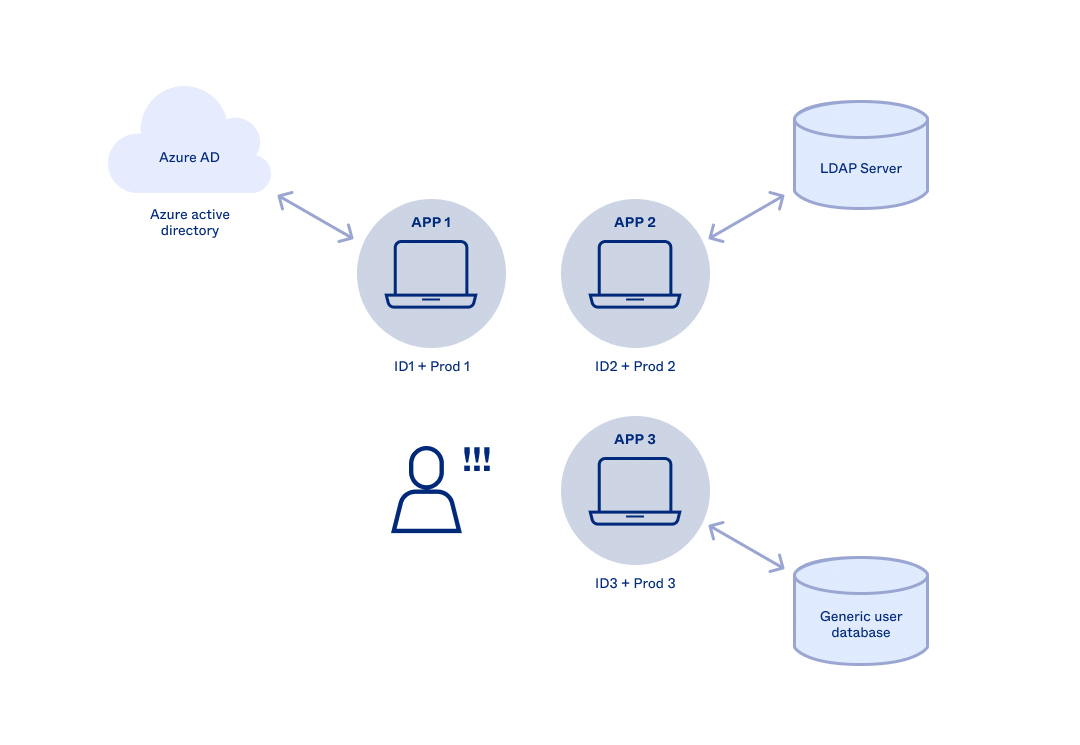 Azure AD
Azure active
directory
APP 1
ID1 + Prod 1
APP 2
ID2 + Prod 2
LDAP Server
!!!
APP 3
ID3 + Prod 3
Generic user
database